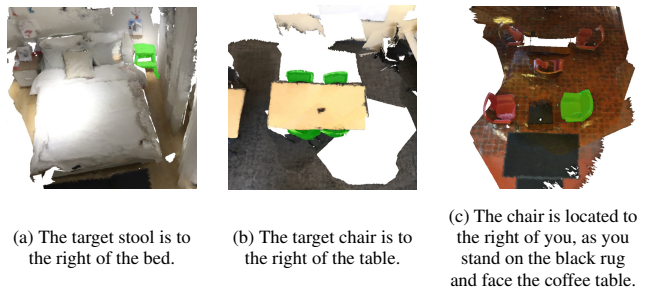 (a) The target stool is to
the right of the bed.
(b) The target chair is to
the right of the table.
(c) The chair is located to
the right of you, as you
stand on the black rug
and face the coffee table.